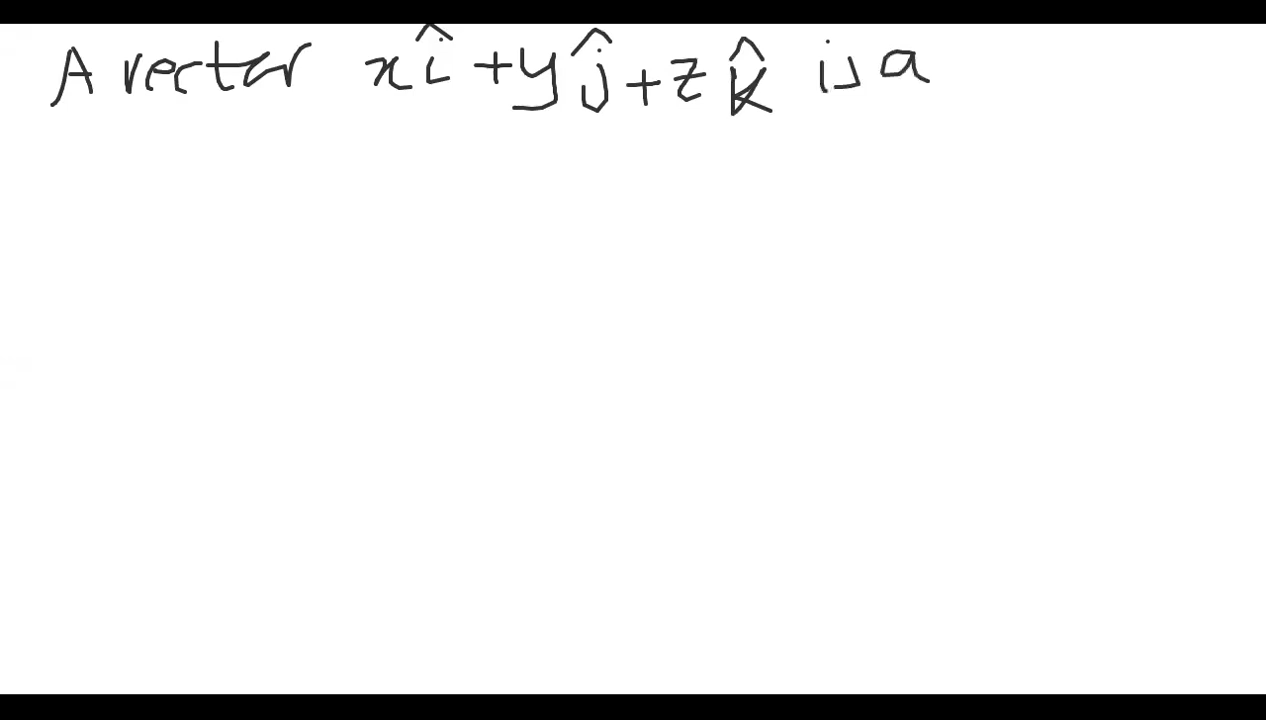 A vector xî + yĵ + zk̂ is a